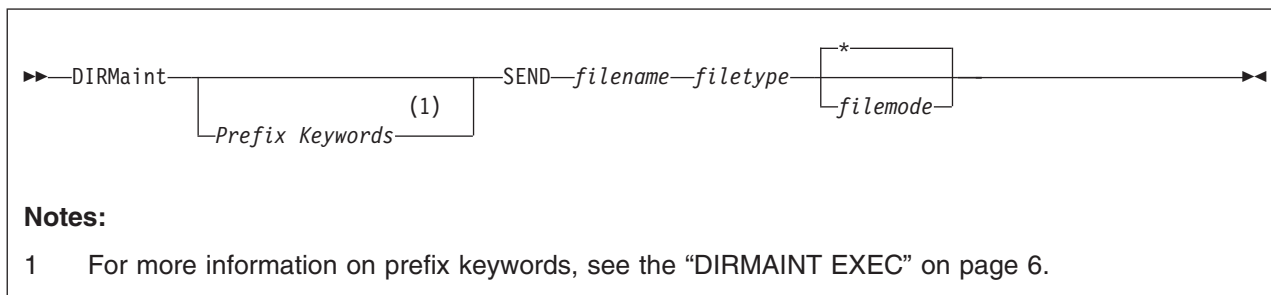 *
DIRMaint SEND filename filetype
(1) filemode
Prefix Keywords
Notes:
1 For more information on prefix keywords, see the “DIRMAINT EXEC” on page 6.